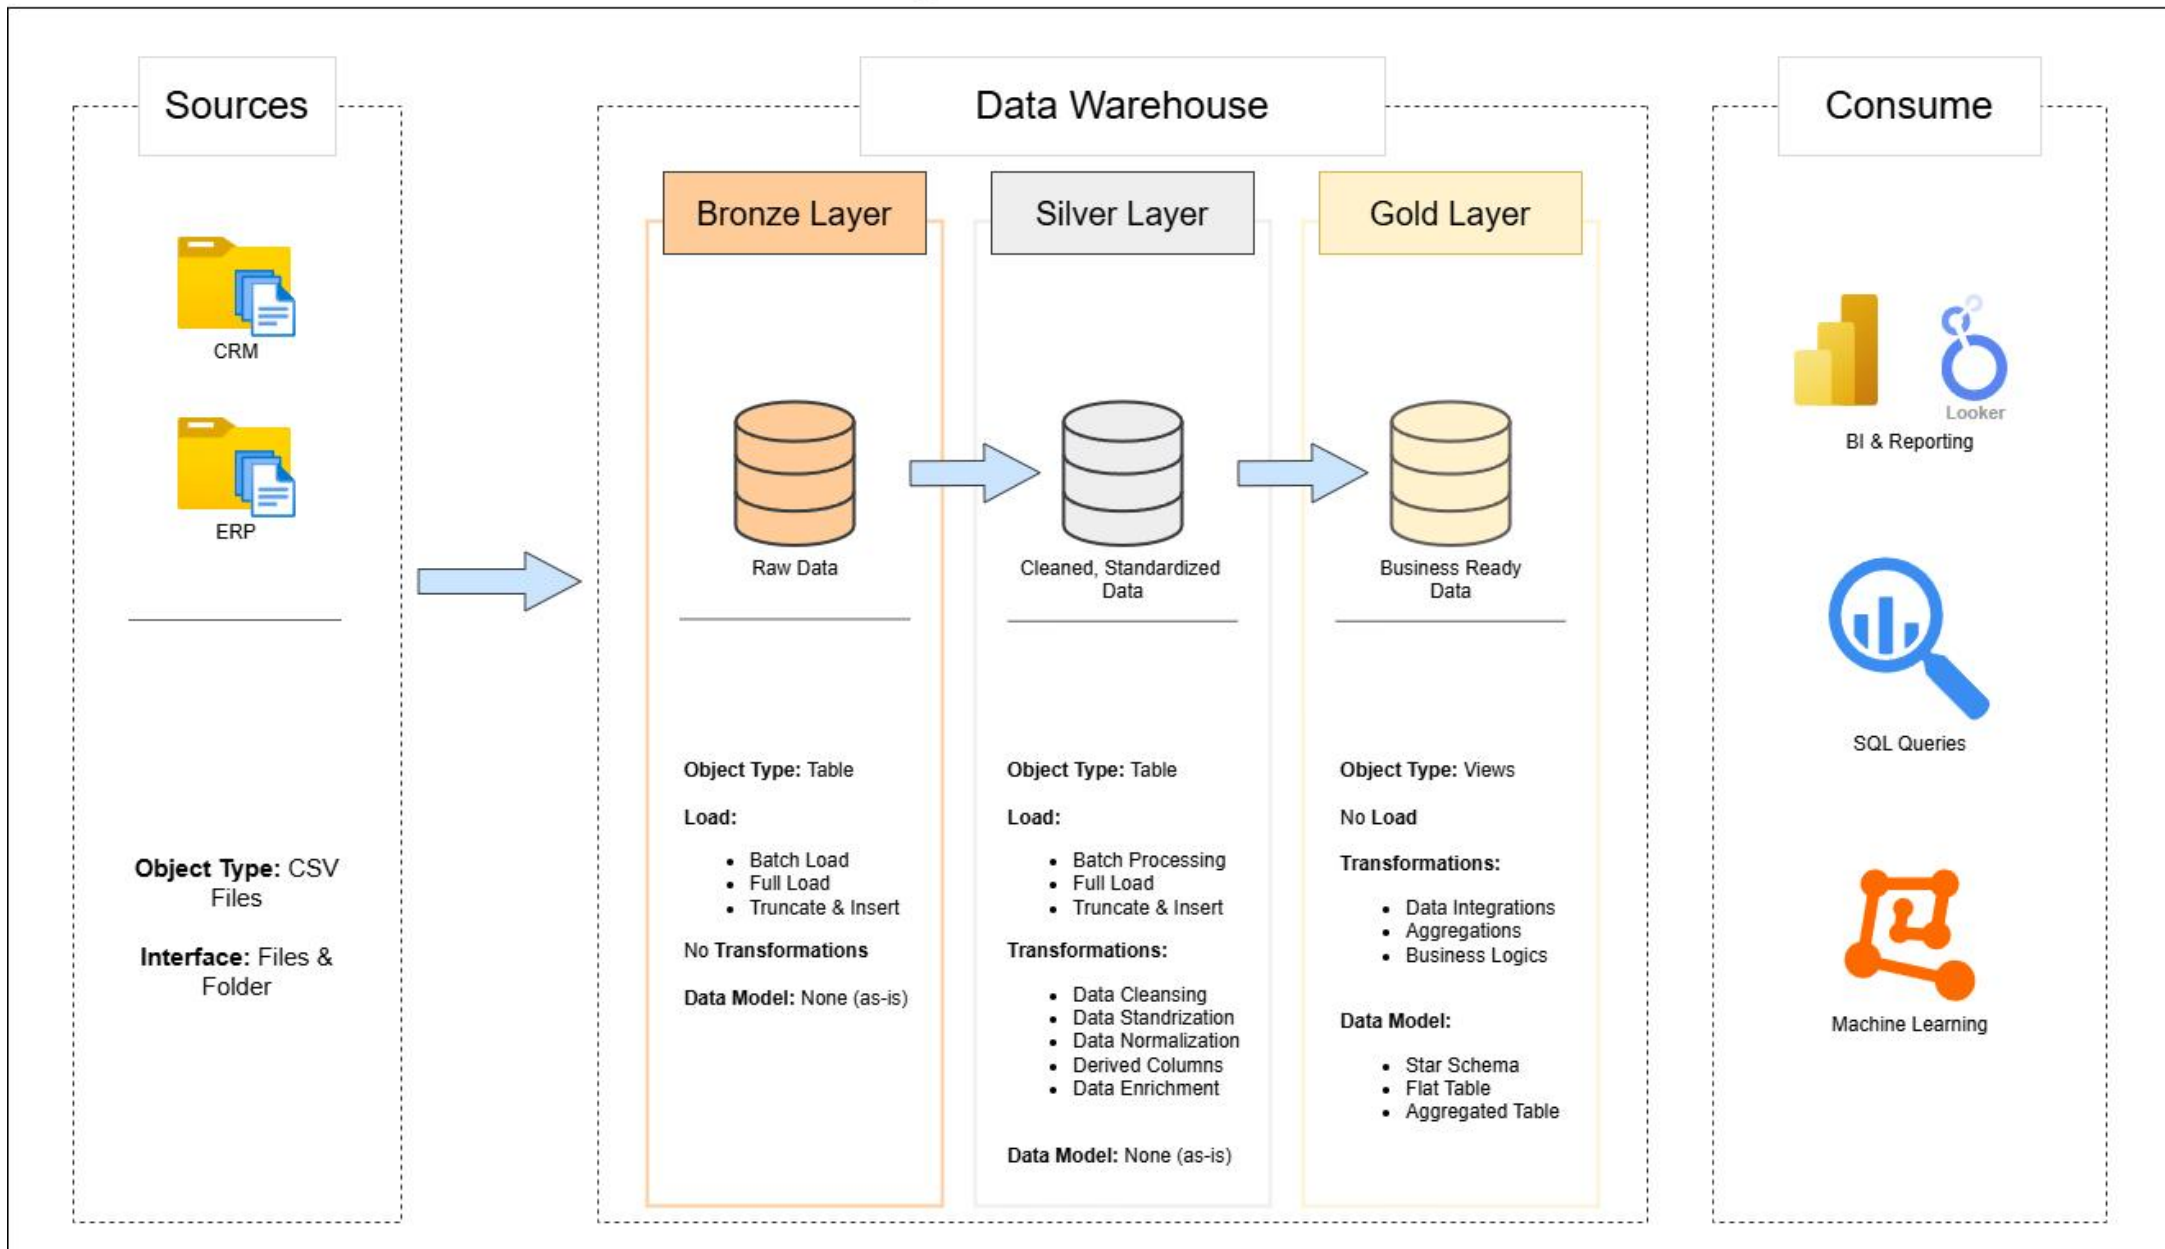 Sources
CRM
ERP
Object Type: CSV
Files
Interface: Files &
Folder
Data Warehouse
Bronze Layer
Raw Data
Object Type: Table
Load:
• Batch Load
• Full Load
• Truncate & Insert
No Transformations
Data Model: None (as-is)
Silver Layer
Cleaned, Standardized
Data
Object Type: Table
Load:
• Batch Processing
• Full Load
• Truncate & Insert
Transformations:
• Data Cleansing
• Data Standrization
• Data Normalization
• Derived Columns
• Data Enrichment
Data Model: None (as-is)
Gold Layer
Business Ready
Data
Object Type: Views
No Load
Transformations:
• Data Integrations
• Aggregations
• Business Logics
Data Model:
• Star Schema
• Flat Table
• Aggregated Table
Consume
Looker
BI & Reporting
SQL Queries
Machine Learning